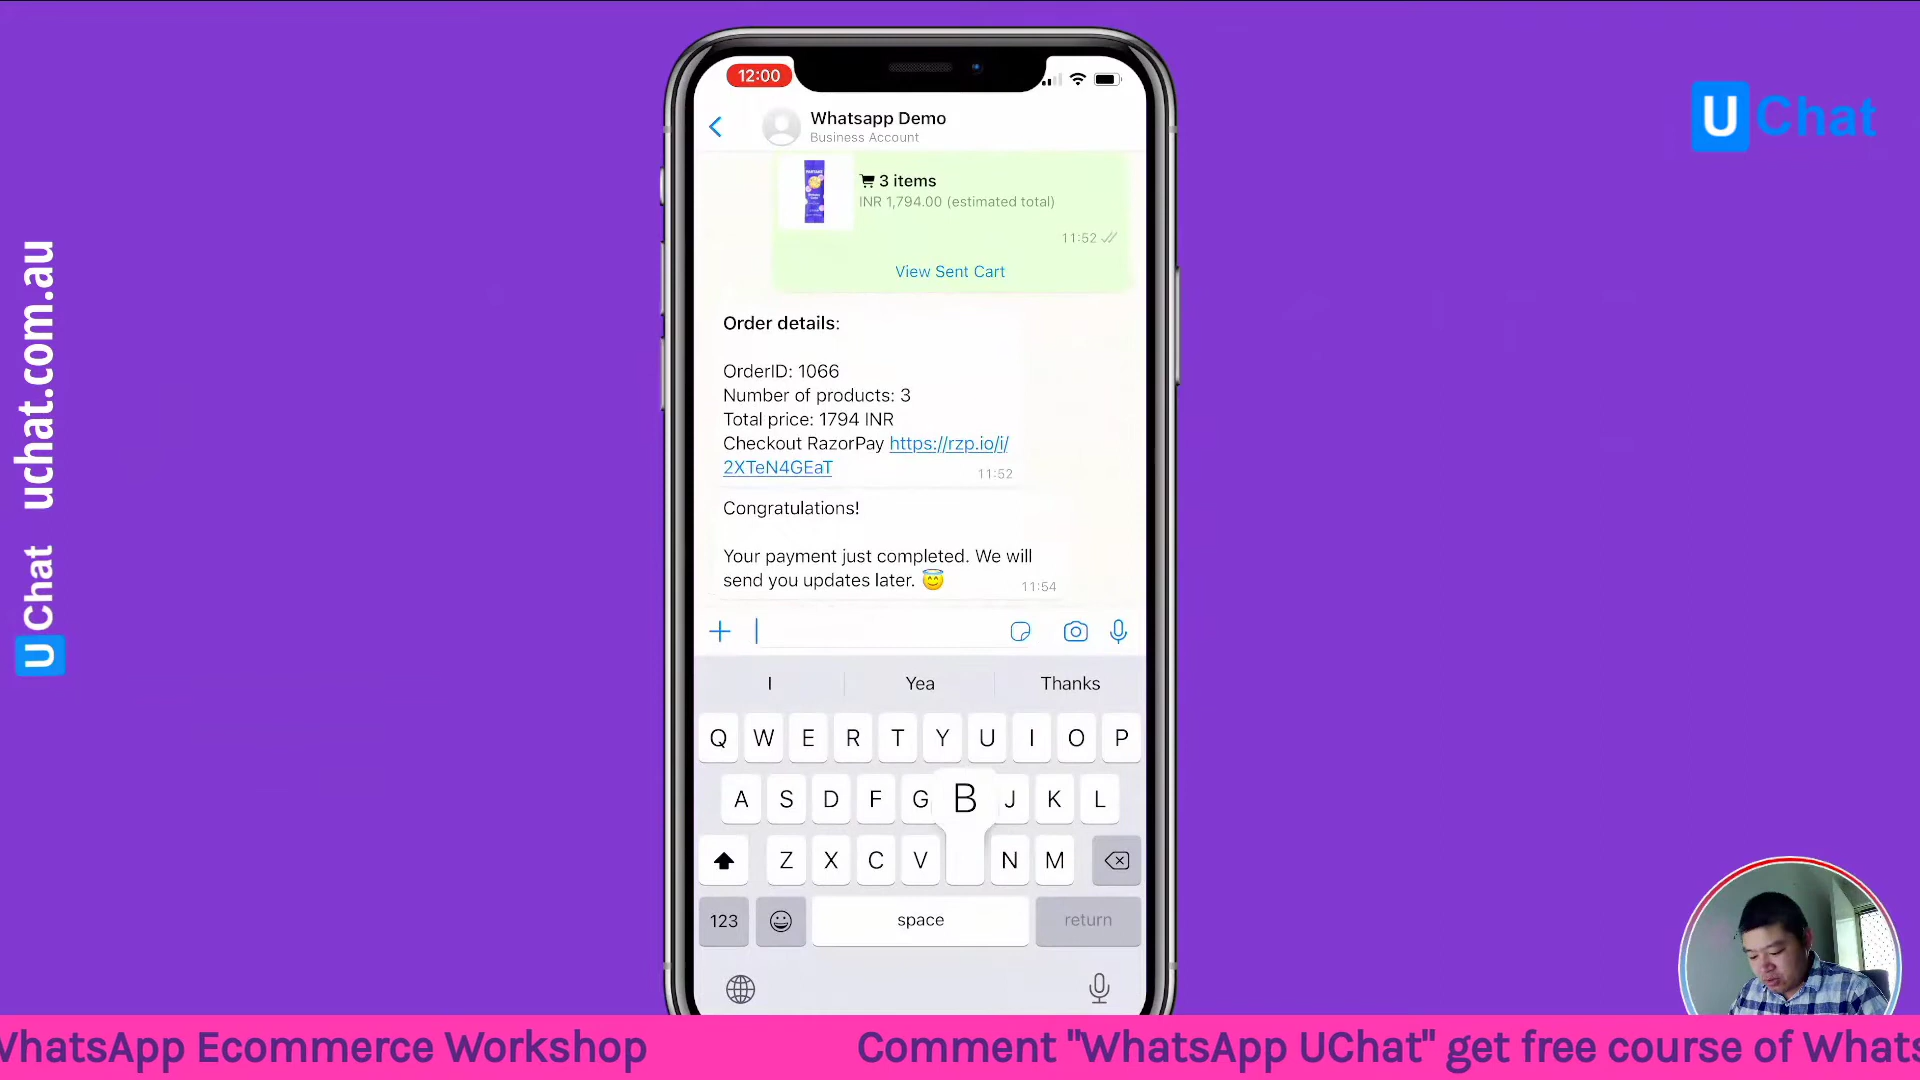 12:00
Whatsapp Demo
Business Account
3 items
INR 1,794.00 (estimated total)
11:52
View Sent Cart
Order details:
OrderID: 1066
Number of products: 3
Total price: 1794 INR
Checkout RazorPay https://rzp.io/i/
2XTeN4GEaT
11:52
Congratulations!
Your payment just completed. We will
send you updates later. 😇
11:54
I Yea Thanks
Q W E R T Y U I O P
A S D F G B J K L
Z X C V N M
123 space return
U Chat
U Chat uchat.com.au
WhatsApp Ecommerce Workshop Comment "WhatsApp UChat" get free course of Whats